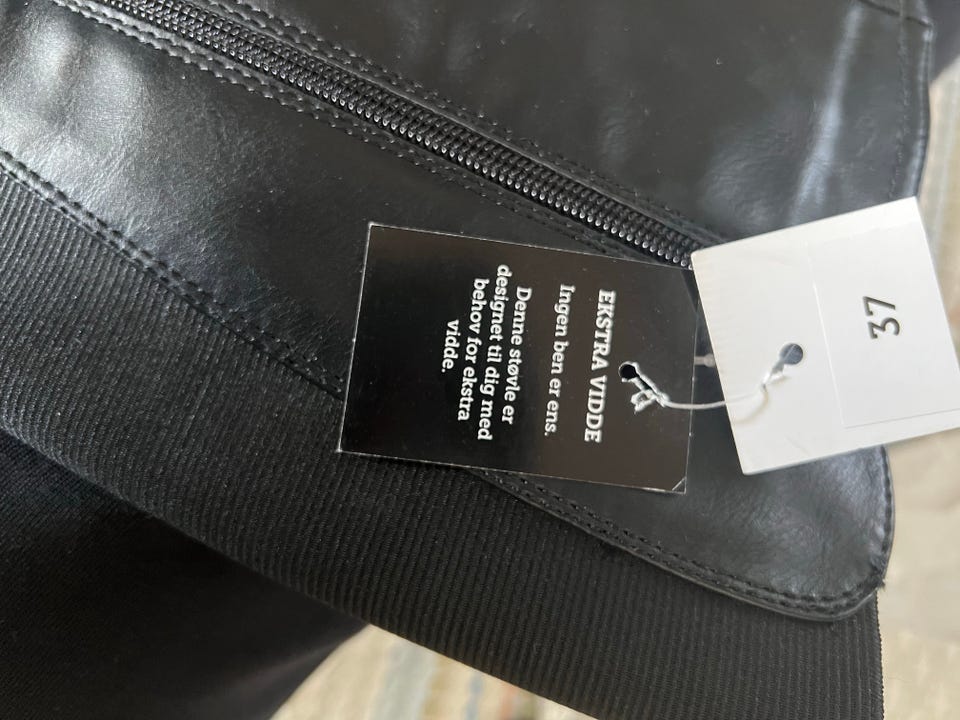 EKSTRA VIDDE
Ingen ben er ens.
Denne støvle er
designet til dig med
behov for ekstra
vidde.
37